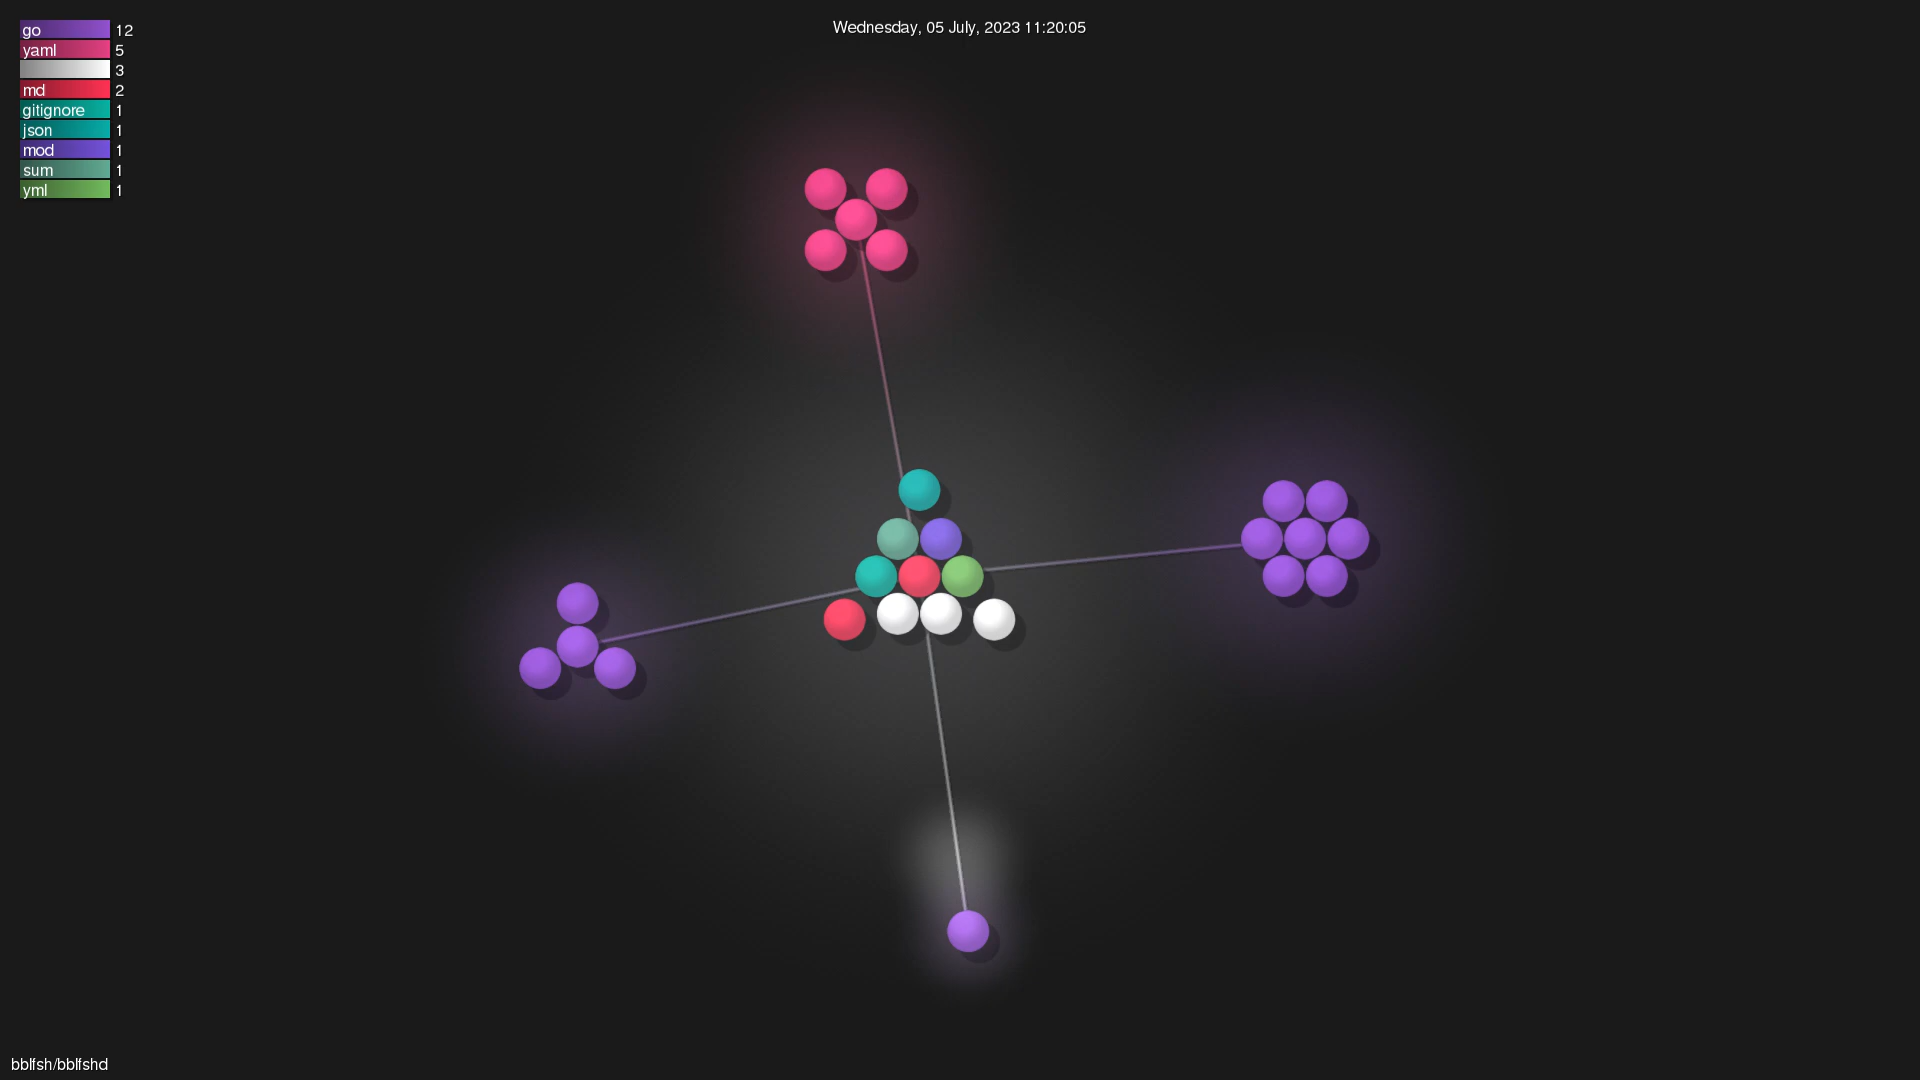 Wednesday, 05 July, 2023 11:20:05
go 12
yaml 5
3
md 2
gitignore 1
json 1
mod 1
sum 1
yml 1
bblfsh/bblfshd